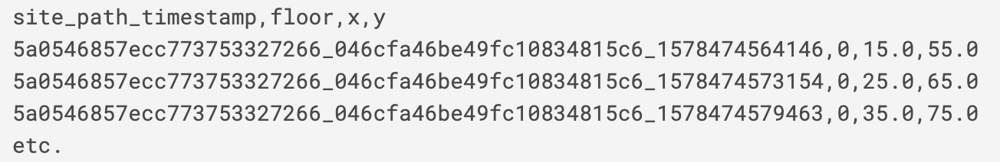 site_path_timestamp,floor,x,y
5a0546857ecc773753327266_046cfa46be49fc10834815c6_1578474564146,0,15.0,55.0
5a0546857ecc773753327266_046cfa46be49fc10834815c6_1578474573154,0,25.0,65.0
5a0546857ecc773753327266_046cfa46be49fc10834815c6_1578474579463,0,35.0,75.0
etc.